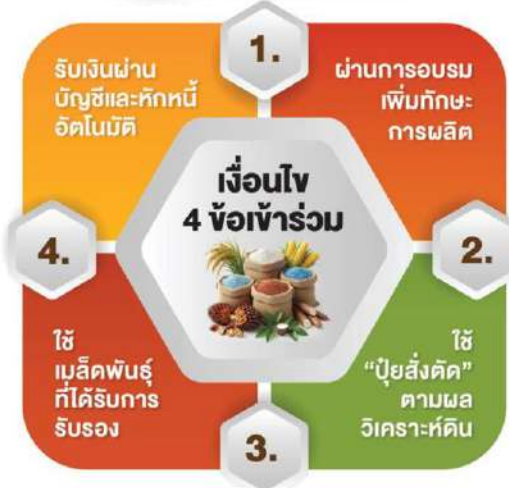 1.
ผ่านการอบรม
เพิ่มทักษะ
การผลิต
2.
ใช้
“ปุ๋ยสั่งตัด”
ตามผล
วิเคราะห์ดิน
3.
ใช้
เมล็ดพันธุ์
ที่ได้รับการ
รับรอง
4.
รับเงินผ่าน
บัญชีและหักหนี้
อัตโนมัติ
เงื่อนไข
4 ข้อเข้าร่วม